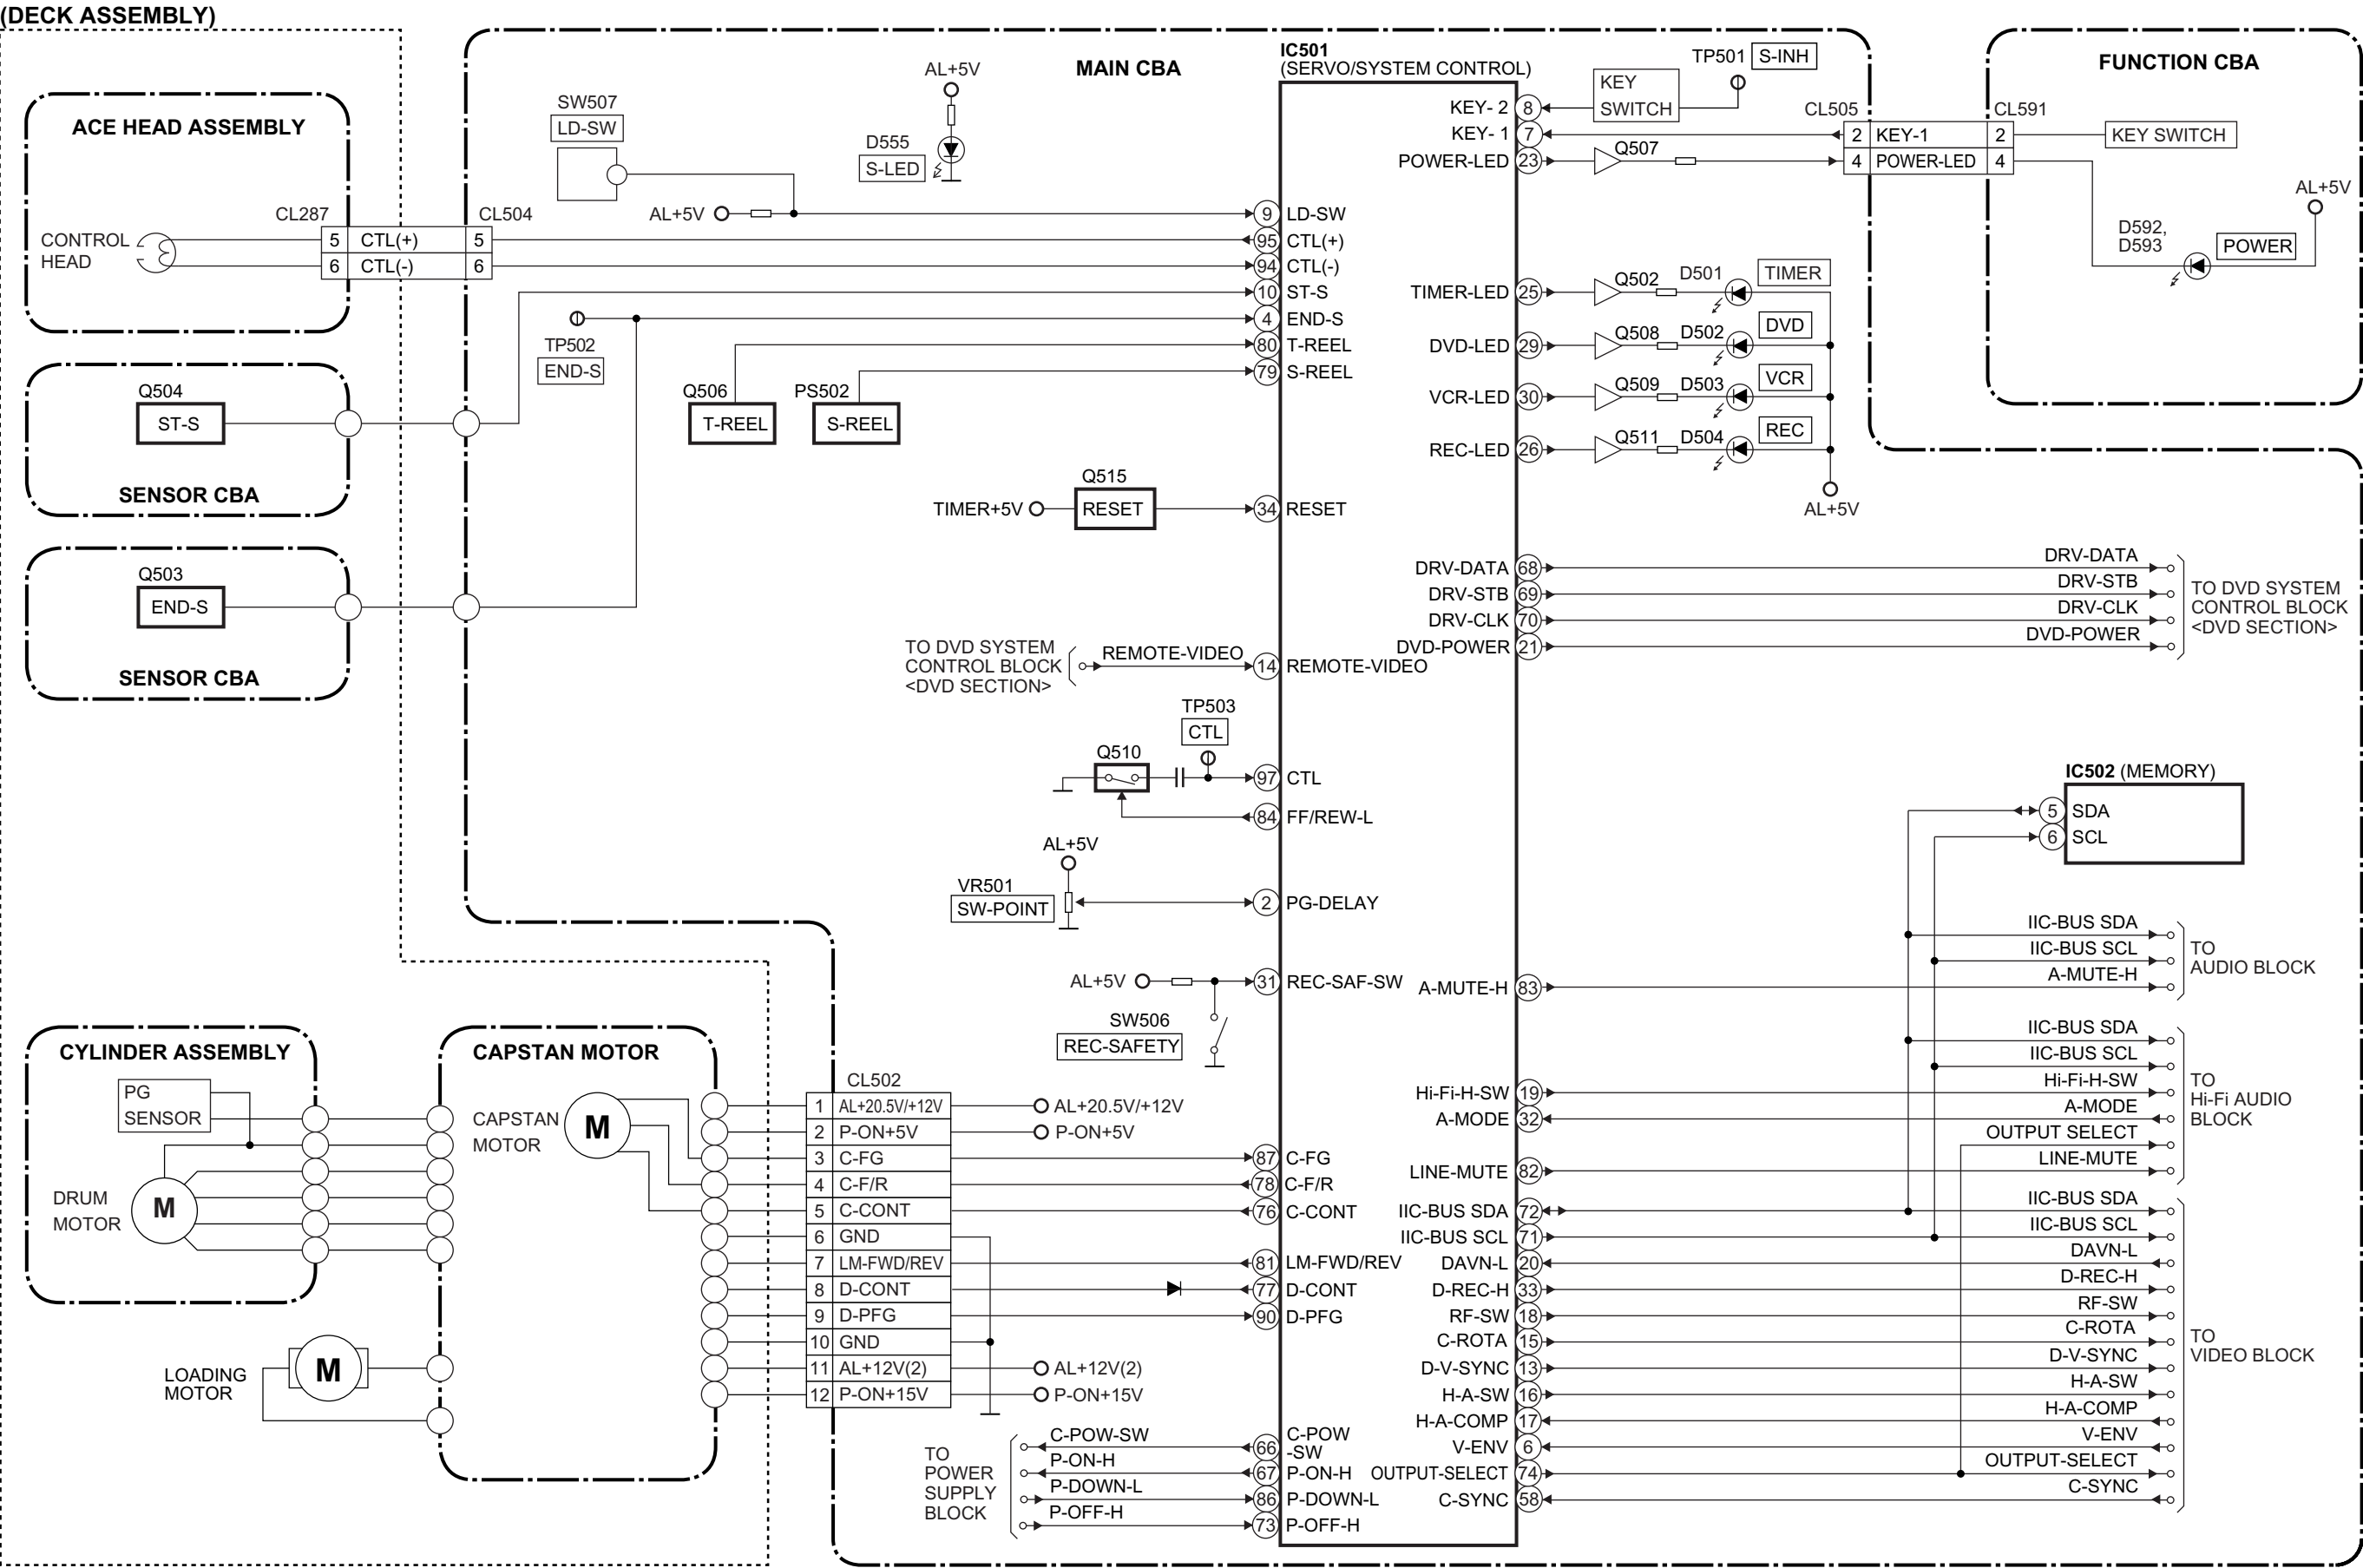 (DECK ASSEMBLY)
ACE HEAD ASSEMBLY
CONTROL
HEAD
CL287
5 CTL(+) 5
6 CTL(-) 6
CL504
Q504
ST-S
SENSOR CBA
Q503
END-S
SENSOR CBA
MAIN CBA
SW507
LD-SW
AL+5V
D555
S-LED
AL+5V
TP502
END-S
Q506
T-REEL
PS502
S-REEL
Q515
TIMER+5V
RESET
TO DVD SYSTEM
CONTROL BLOCK
<DVD SECTION>
REMOTE-VIDEO
TP503
CTL
Q510
AL+5V
VR501
SW-POINT
AL+5V
SW506
REC-SAFETY
IC501
(SERVO/SYSTEM CONTROL)
9 LD-SW
95 CTL(+)
94 CTL(-)
10 ST-S
4 END-S
80 T-REEL
79 S-REEL
34 RESET
14 REMOTE-VIDEO
97 CTL
84 FF/REW-L
2 PG-DELAY
31 REC-SAF-SW
87 C-FG
78 C-F/R
76 C-CONT
81 LM-FWD/REV
77 D-CONT
90 D-PFG
66 C-POW
-SW
67 P-ON-H
86 P-DOWN-L
73 P-OFF-H
KEY- 2 8
KEY- 1 7
POWER-LED 23
TIMER-LED 25
DVD-LED 29
VCR-LED 30
REC-LED 26
DRV-DATA 68
DRV-STB 69
DRV-CLK 70
DVD-POWER 21
A-MUTE-H 83
Hi-Fi-H-SW 19
A-MODE 32
LINE-MUTE 82
IIC-BUS SDA 72
IIC-BUS SCL 71
DAVN-L 20
D-REC-H 33
RF-SW 18
C-ROTA 15
D-V-SYNC 13
H-A-SW 16
H-A-COMP 17
V-ENV 6
OUTPUT-SELECT 74
C-SYNC 58
KEY
SWITCH
TP501 S-INH
Q507
CL505
CL591
2 KEY-1 2
4 POWER-LED 4
FUNCTION CBA
KEY SWITCH
AL+5V
D592,
D593
POWER
Q502 D501 TIMER
Q508 D502 DVD
Q509 D503 VCR
Q511 D504 REC
AL+5V
DRV-DATA
DRV-STB
DRV-CLK
DVD-POWER
TO DVD SYSTEM
CONTROL BLOCK
<DVD SECTION>
IC502 (MEMORY)
5 SDA
6 SCL
IIC-BUS SDA
IIC-BUS SCL
A-MUTE-H
TO
AUDIO BLOCK
IIC-BUS SDA
IIC-BUS SCL
Hi-Fi-H-SW
A-MODE
OUTPUT SELECT
LINE-MUTE
TO
Hi-Fi AUDIO
BLOCK
IIC-BUS SDA
IIC-BUS SCL
DAVN-L
D-REC-H
RF-SW
C-ROTA
D-V-SYNC
H-A-SW
H-A-COMP
V-ENV
OUTPUT-SELECT
C-SYNC
TO
VIDEO BLOCK
CYLINDER ASSEMBLY
PG
SENSOR
DRUM
MOTOR
M
LOADING
MOTOR
M
CAPSTAN MOTOR
CAPSTAN
MOTOR
M
CL502
1 AL+20.5V/+12V AL+20.5V/+12V
2 P-ON+5V P-ON+5V
3 C-FG
4 C-F/R
5 C-CONT
6 GND
7 LM-FWD/REV
8 D-CONT
9 D-PFG
10 GND
11 AL+12V(2) AL+12V(2)
12 P-ON+15V P-ON+15V
TO
POWER
SUPPLY
BLOCK
C-POW-SW
P-ON-H
P-DOWN-L
P-OFF-H